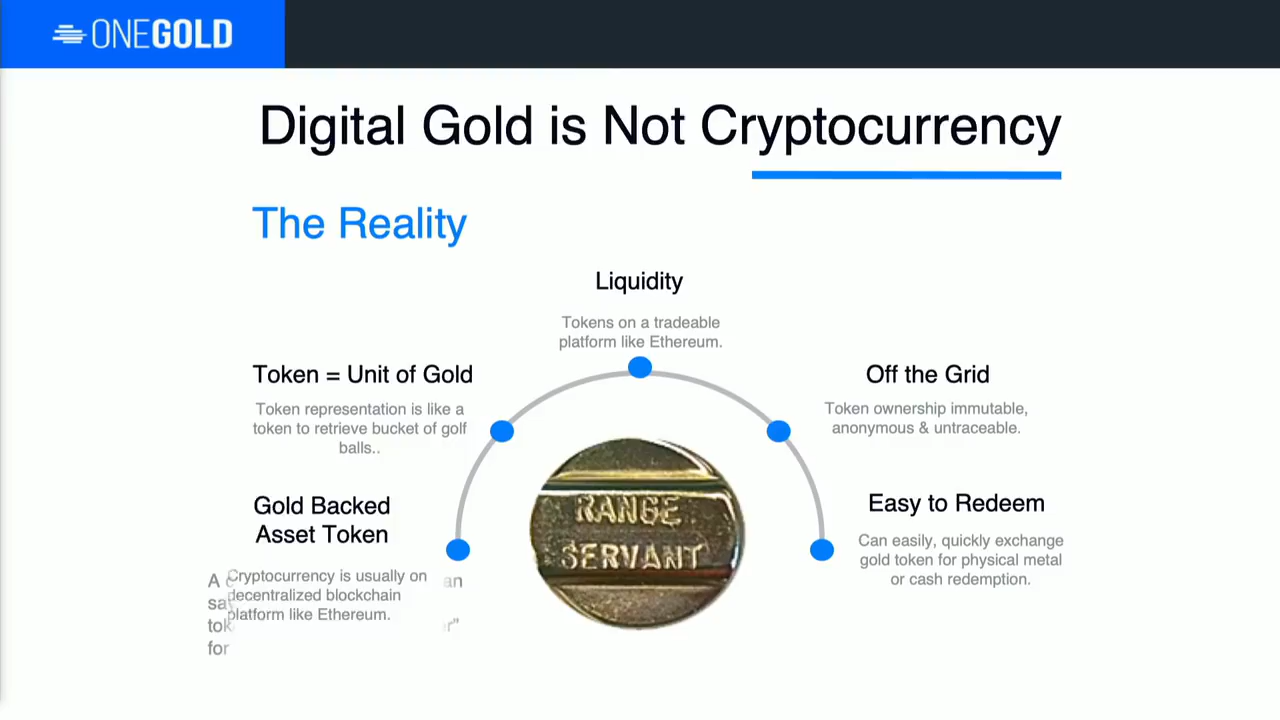 ONEGOLD
Digital Gold is Not Cryptocurrency
The Reality
Liquidity
Tokens on a tradeable
platform like Ethereum.
Token = Unit of Gold
Token representation is like a
token to retrieve bucket of golf
balls..
Off the Grid
Token ownership immutable,
anonymous & untraceable.
RANGE
SERVANT
Gold Backed
Asset Token
Cryptocurrency is usually on
decentralized blockchain
platform like Ethereum.
A
an
for
Easy to Redeem
Can easily, quickly exchange
gold token for physical metal
or cash redemption.